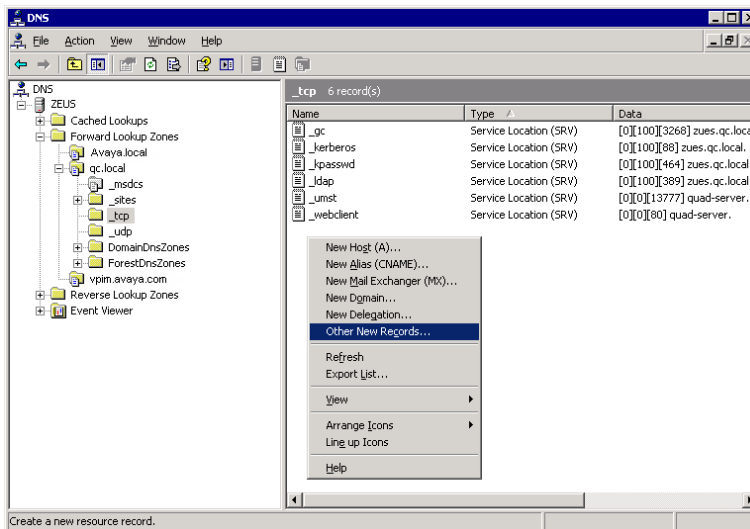 DNS
File Action View Window Help
DNS
ZEUS
Cached Lookups
Forward Lookup Zones
Avaya.local
qc.local
_msdcs
_sites
_tcp
_udp
DomainDnsZones
ForestDnsZones
vpim.avaya.com
Reverse Lookup Zones
Event Viewer
_tcp 6 record(s)
Name Type Data
_gc Service Location (SRV) [0][100][3268] zues.qc.loca
_kerberos Service Location (SRV) [0][100][88] zues.qc.local.
_kpasswd Service Location (SRV) [0][100][464] zues.qc.local
_ldap Service Location (SRV) [0][100][389] zues.qc.local
_umst Service Location (SRV) [0][0][13777] quad-server.
_webclient Service Location (SRV) [0][0][80] quad-server.
New Host (A)...
New Alias (CNAME)...
New Mail Exchanger (MX)...
New Domain...
New Delegation...
Other New Records...
Refresh
Export List...
View
Arrange Icons
Line up Icons
Help
Create a new resource record.